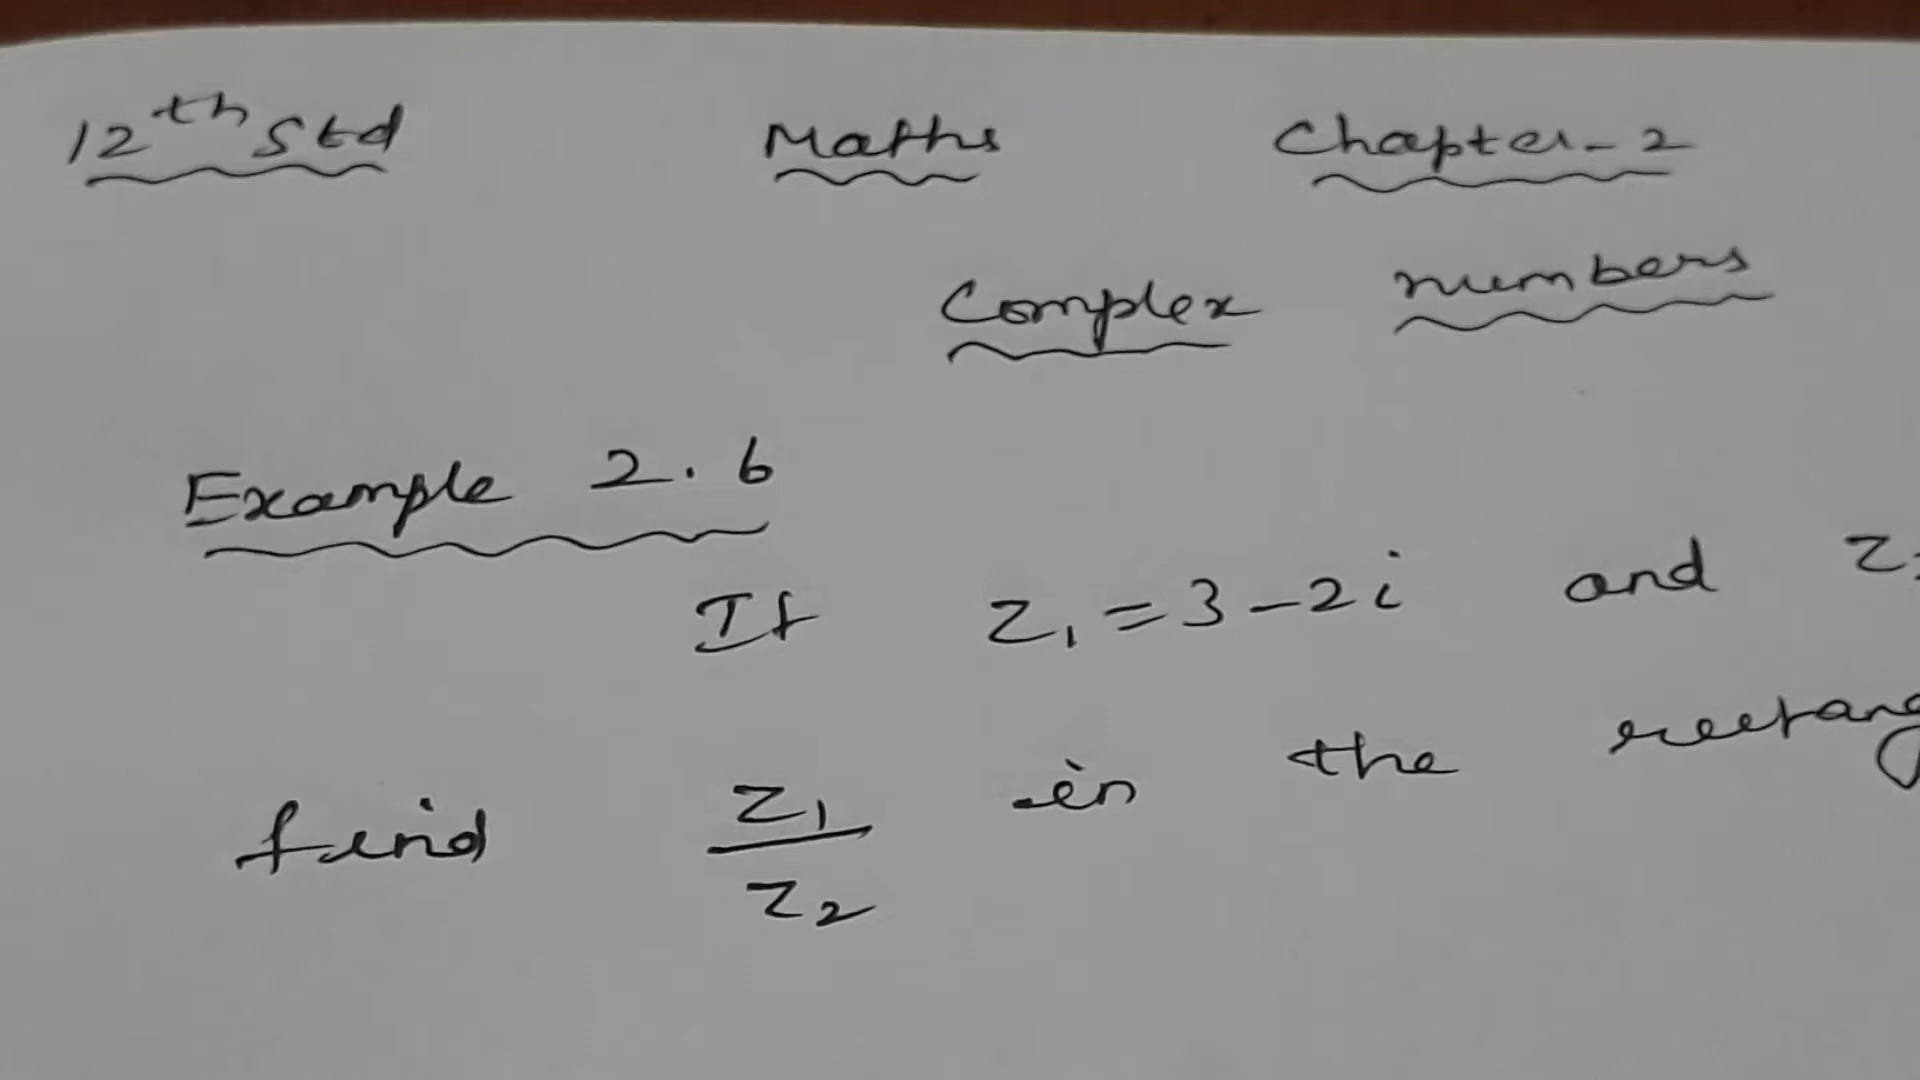 12th Std Maths Chapter-2
Complex numbers
Example 2.6
If z₁ = 3 - 2i and
find z₁/z₂ in the